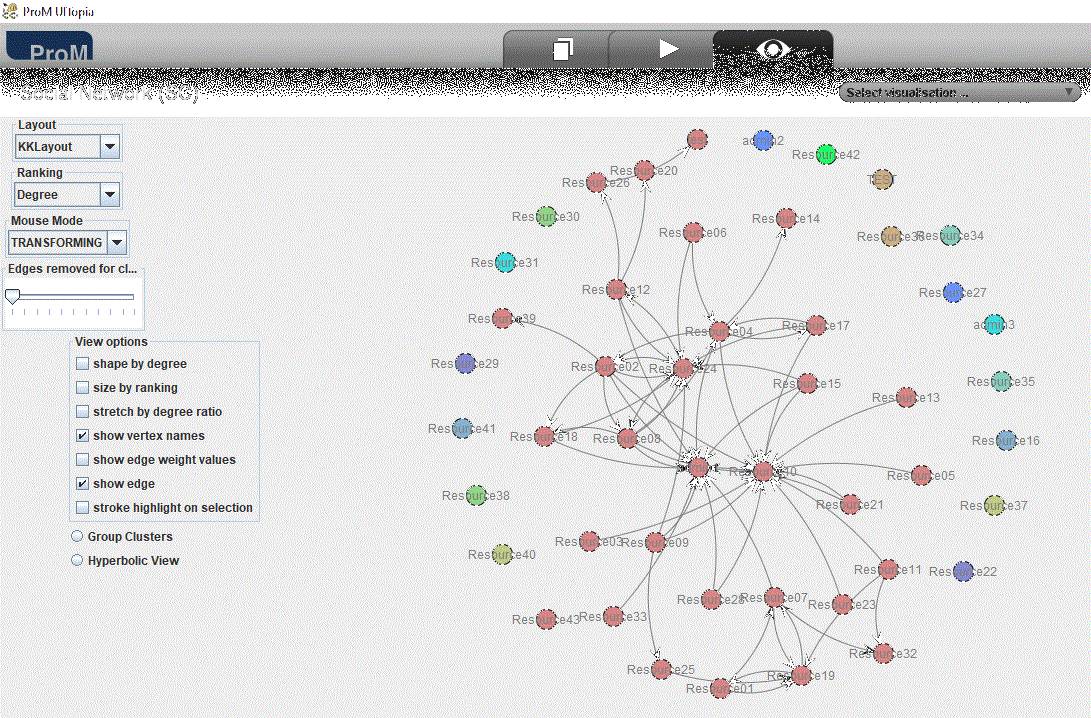 ProM UITopia
ProM
Social Network (SC)
Select visualisation ...
Layout
KKLayout
Ranking
Degree
Mouse Mode
TRANSFORMING
Edges removed for cl...
View options
shape by degree
size by ranking
stretch by degree ratio
show vertex names
show edge weight values
show edge
stroke highlight on selection
Group Clusters
Hyperbolic View
admin2
Resource42
Resource20
Resource26
TEST
Resource30
Resource14
Resource06
Resource34
Resource31
Resource12
Resource27
Resource39
Resource04
Resource17
admin3
Resource29
Resource02
Resource24
Resource15
Resource35
Resource13
Resource41
Resource18
Resource08
Resource16
Resource10
Resource05
Resource38
Resource21
Resource37
Resource03
Resource09
Resource40
Resource11
Resource22
Resource28
Resource07
Resource23
Resource43
Resource33
Resource32
Resource25
Resource19
Resource01